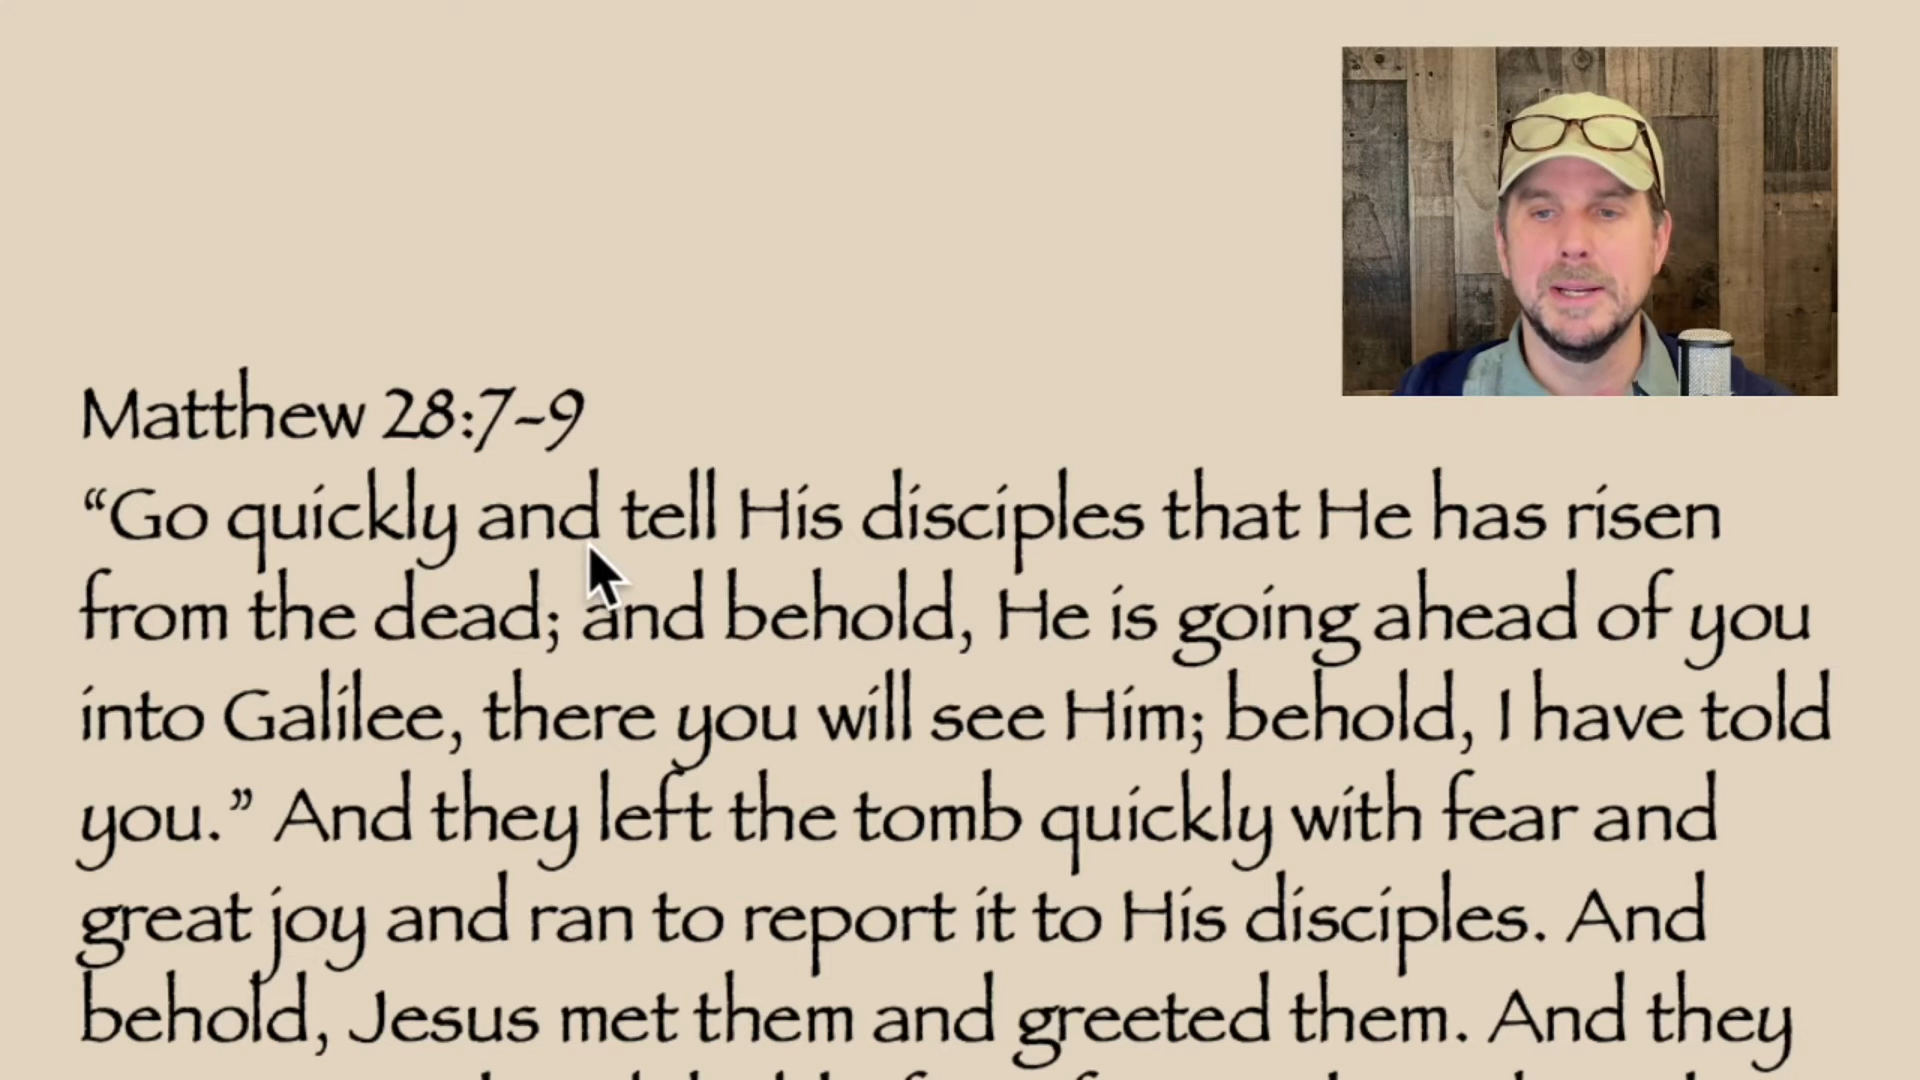 Matthew 28:7-9
“Go quickly and tell His disciples that He has risen
from the dead; and behold, He is going ahead of you
into Galilee, there you will see Him; behold, I have told
you.” And they left the tomb quickly with fear and
great joy and ran to report it to His disciples. And
behold, Jesus met them and greeted them. And they